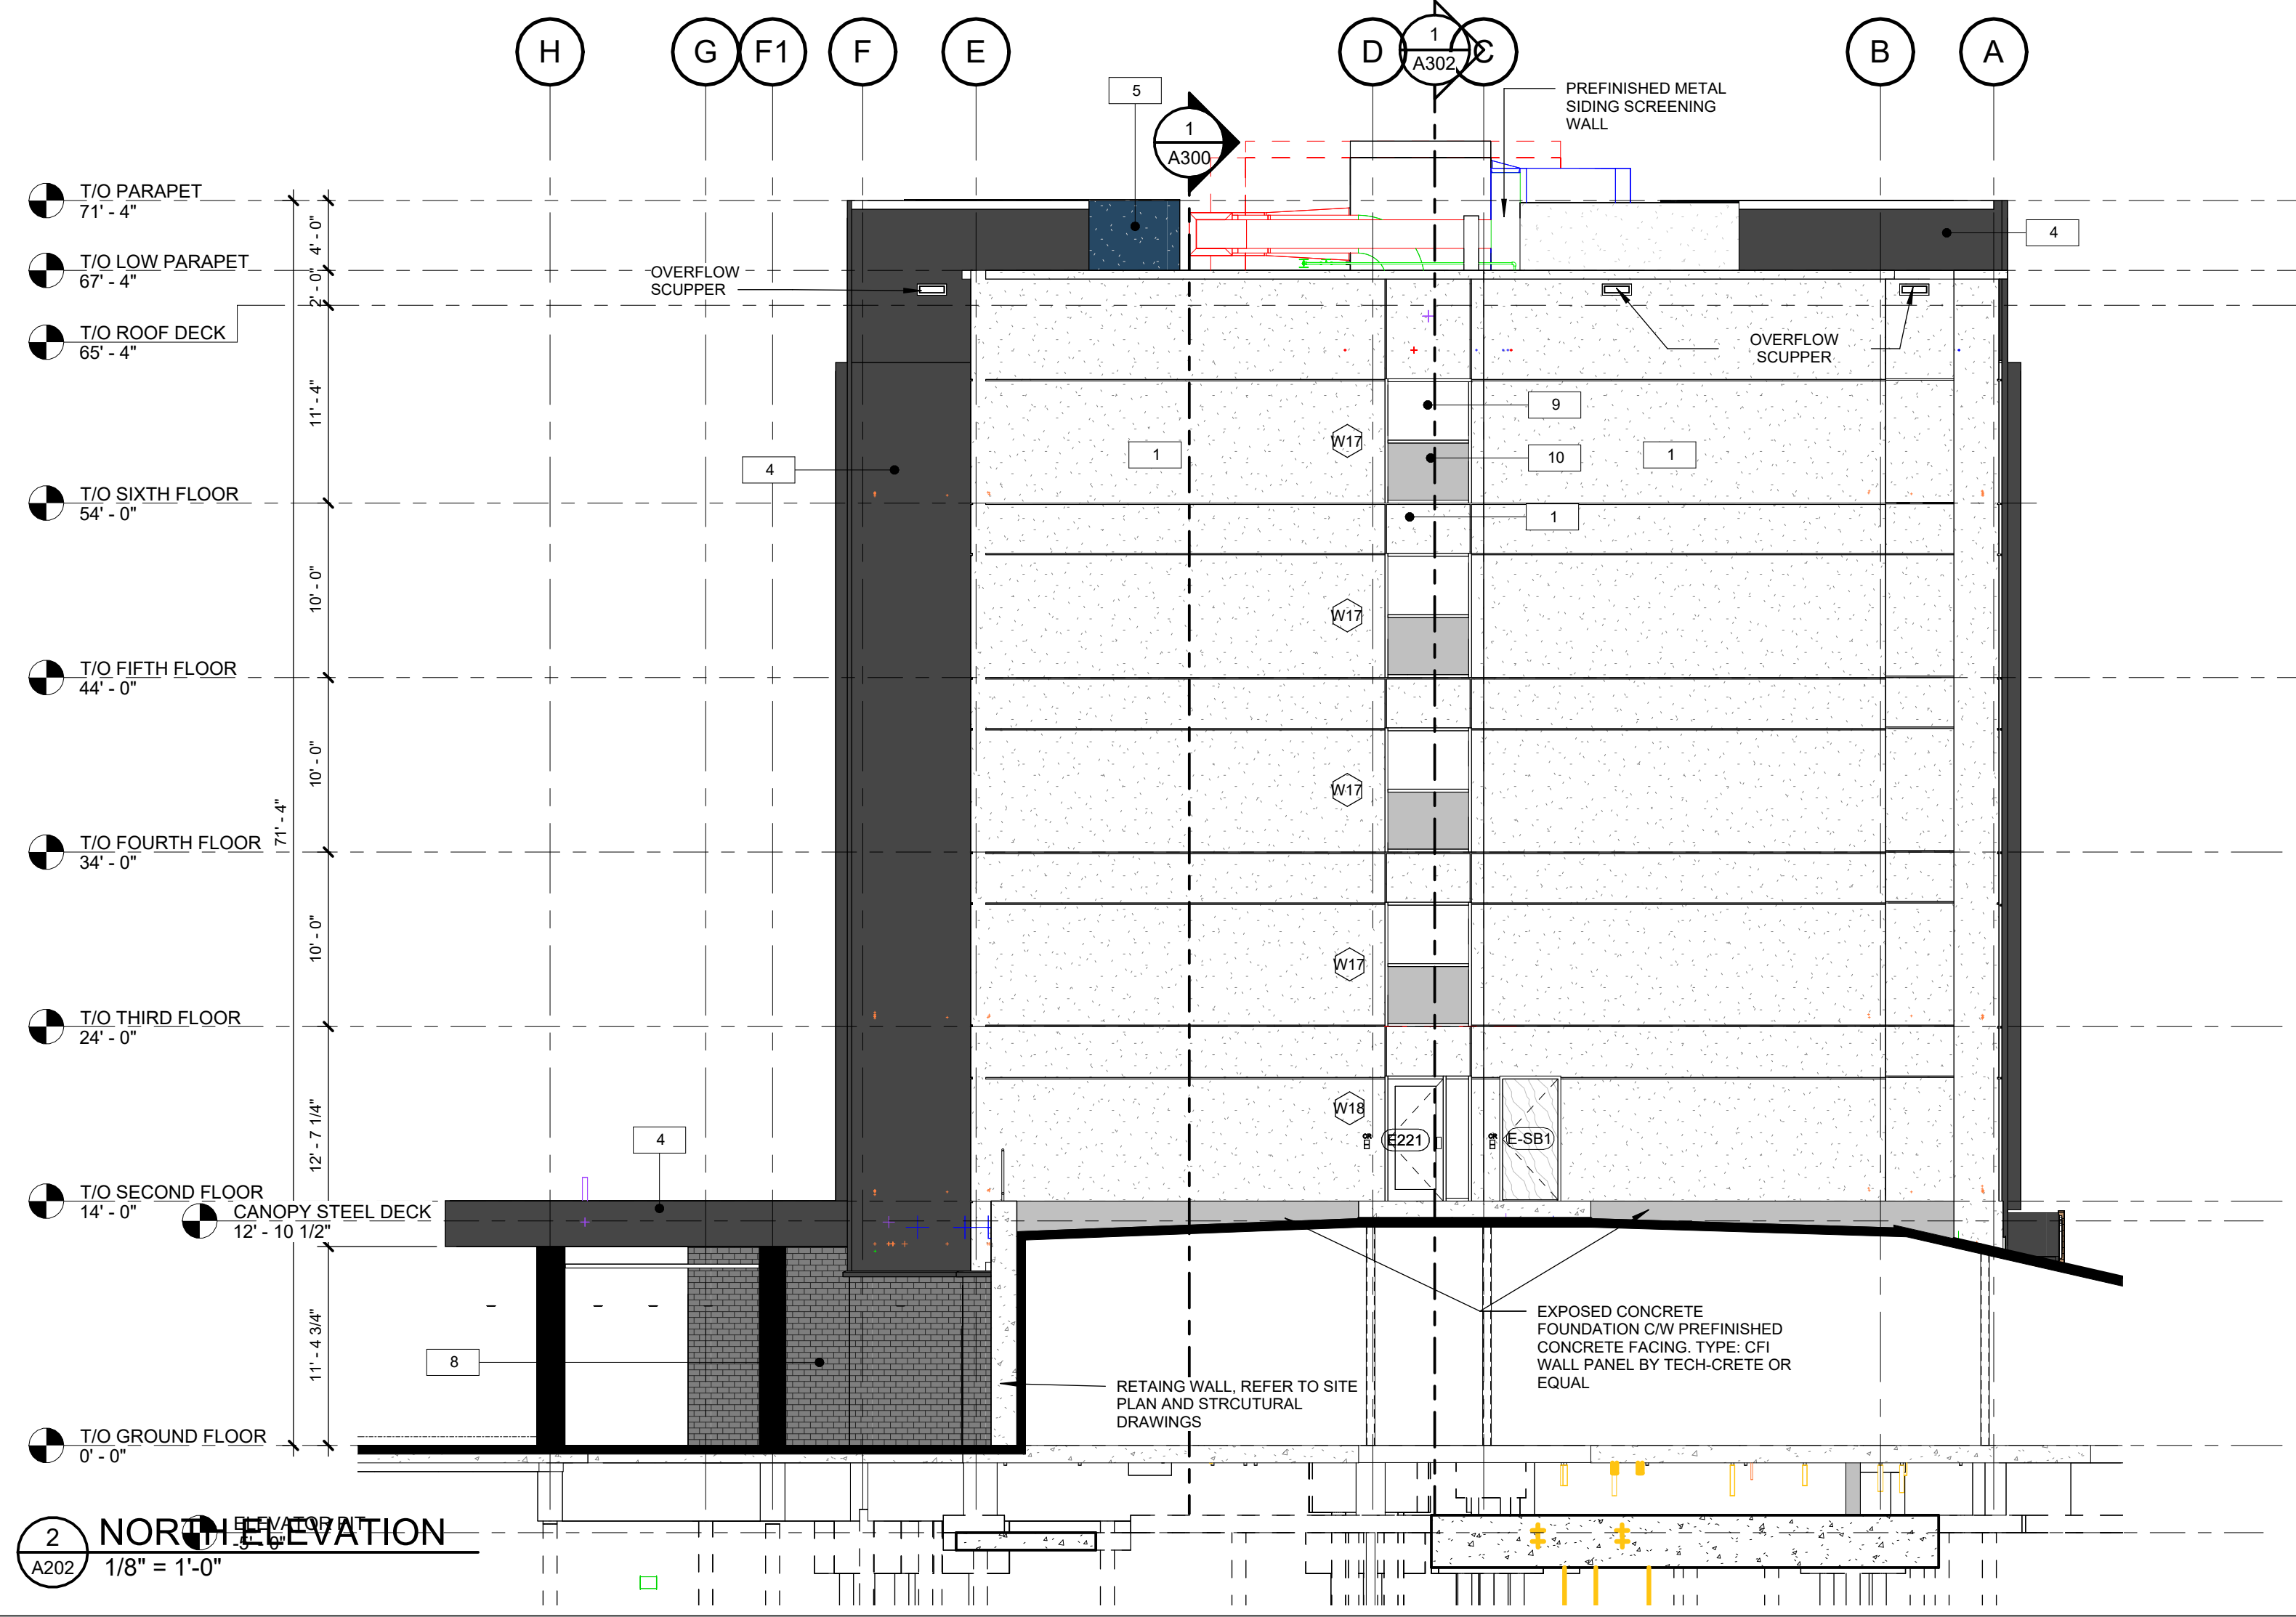 H
G
F1
F
E
D
1
A302
C
B
A
5
1
A300
PREFINISHED METAL
SIDING SCREENING
WALL
T/O PARAPET
71' - 4"
4' - 0"
4
T/O LOW PARAPET
67' - 4"
2' - 0"
OVERFLOW
SCUPPER
T/O ROOF DECK
65' - 4"
OVERFLOW
SCUPPER
11' - 4"
9
W17
1
10
1
4
T/O SIXTH FLOOR
54' - 0"
1
10' - 0"
W17
T/O FIFTH FLOOR
44' - 0"
10' - 0"
W17
71' - 4"
T/O FOURTH FLOOR
34' - 0"
10' - 0"
W17
T/O THIRD FLOOR
24' - 0"
12' - 7 1/4"
W18
4
E221
E-SB1
T/O SECOND FLOOR
14' - 0"
CANOPY STEEL DECK
12' - 10 1/2"
11' - 4 3/4"
8
EXPOSED CONCRETE
FOUNDATION C/W PREFINISHED
CONCRETE FACING. TYPE: CFI
WALL PANEL BY TECH-CRETE OR
EQUAL
RETAING WALL, REFER TO SITE
PLAN AND STRCUTURAL
DRAWINGS
T/O GROUND FLOOR
0' - 0"
ELEVATOR PIT
-5' - 0"
2
A202
NORTH ELEVATION
1/8" = 1'-0"